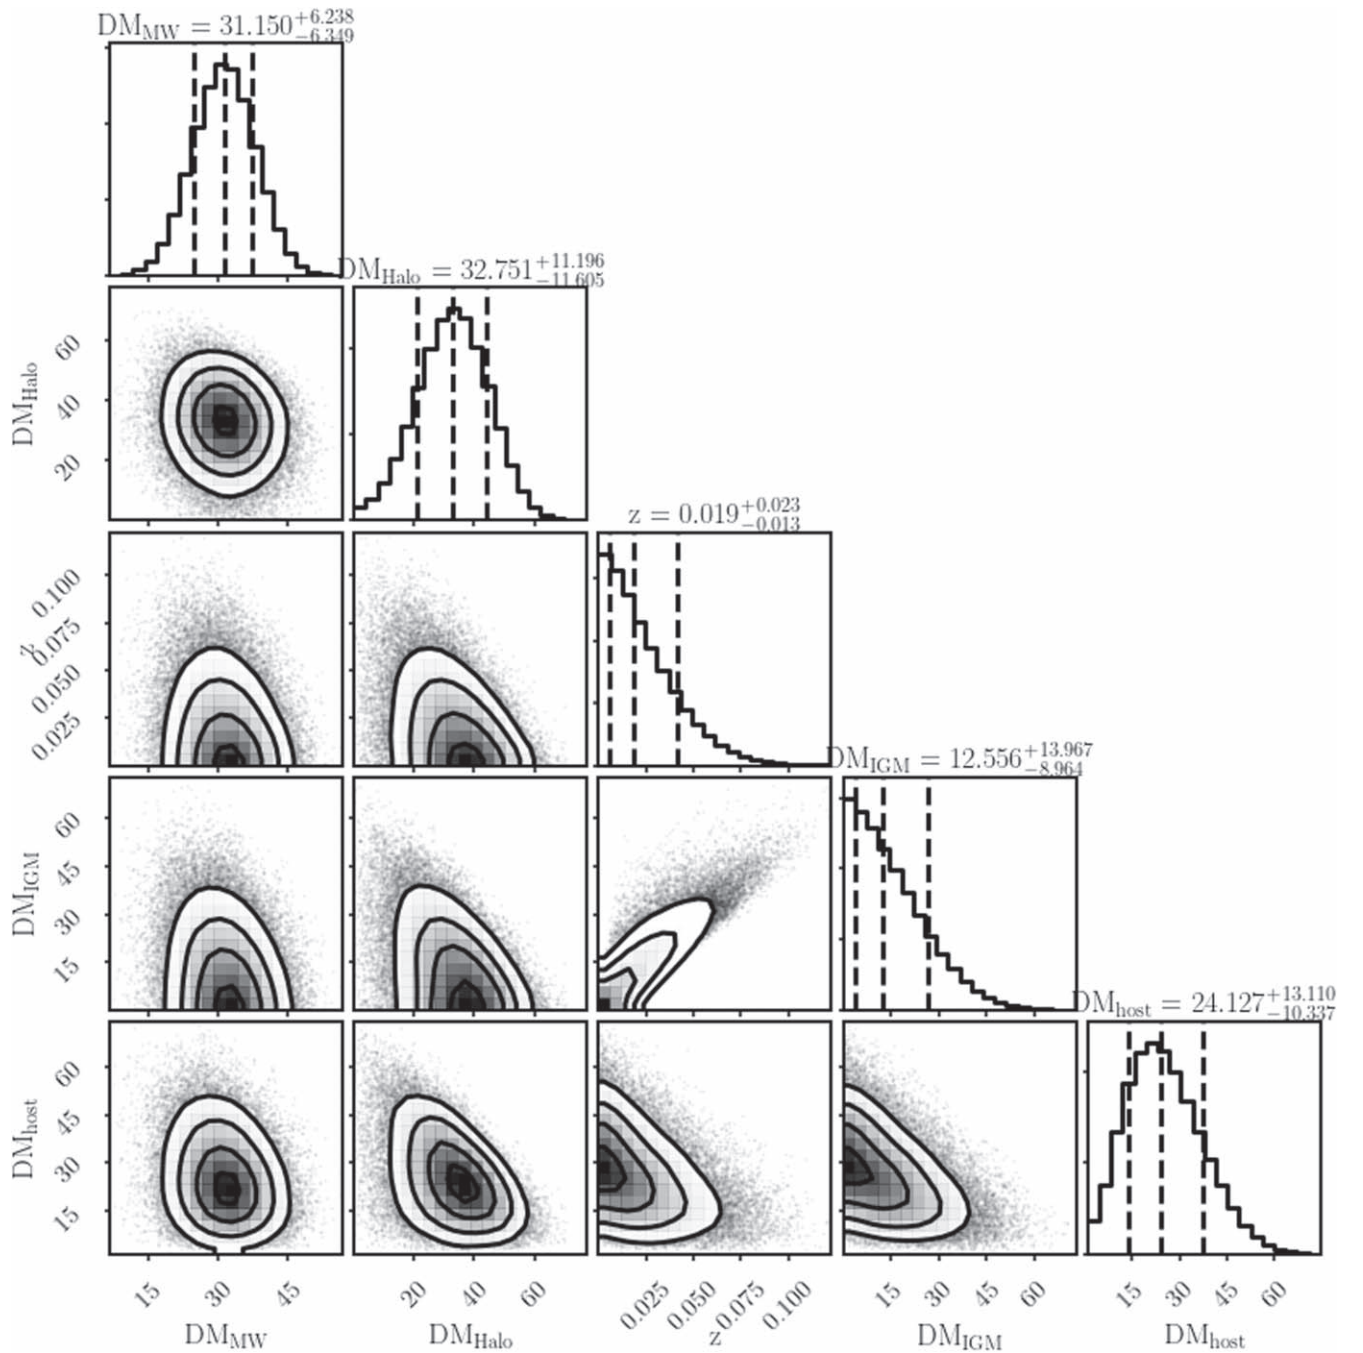 DM_MW = 31.150^{+6.238}_{−6.349}
DM_Halo = 32.751^{+11.196}_{−11.605}
60
40
20
DM_Halo
z = 0.019^{+0.023}_{−0.013}
0.100
0.075
0.050
0.025
z
DM_IGM = 12.556^{+13.967}_{−8.964}
60
45
30
15
DM_IGM
DM_host = 24.127^{+13.110}_{−10.337}
60
45
30
15
DM_host
15 30 45
20 40 60
0.025 0.050 0.075 0.100
15 30 45 60
15 30 45 60
DM_MW
DM_Halo
z
DM_IGM
DM_host